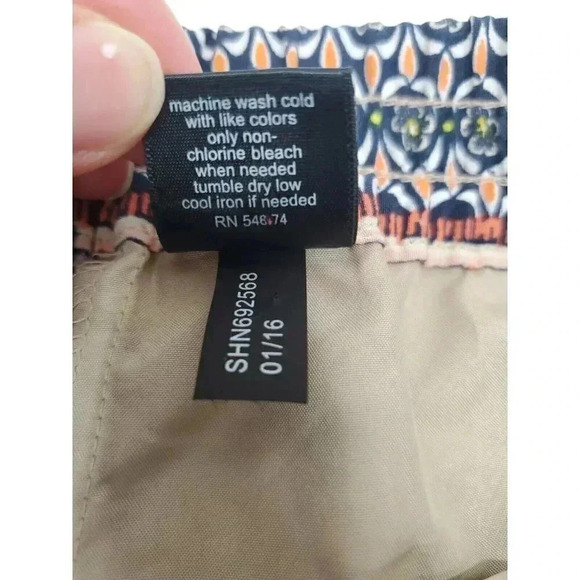 machine wash cold
with like colors
only non-
chlorine bleach
when needed
tumble dry low
cool iron if needed
RN
SHN692568
01/16